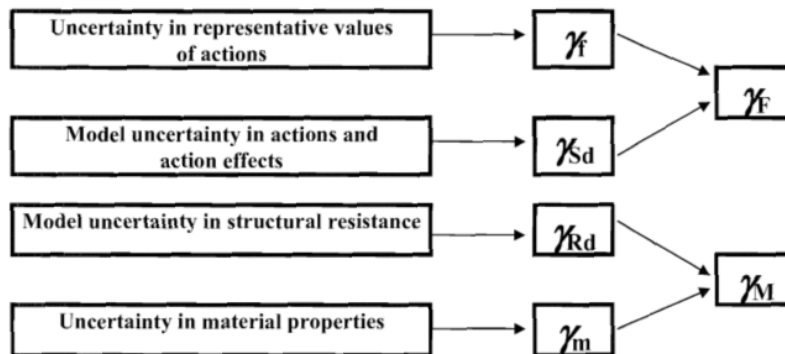 Uncertainty in representative values
of actions
γf
γF
Model uncertainty in actions and
action effects
γSd
Model uncertainty in structural resistance
γRd
γM
Uncertainty in material properties
γm